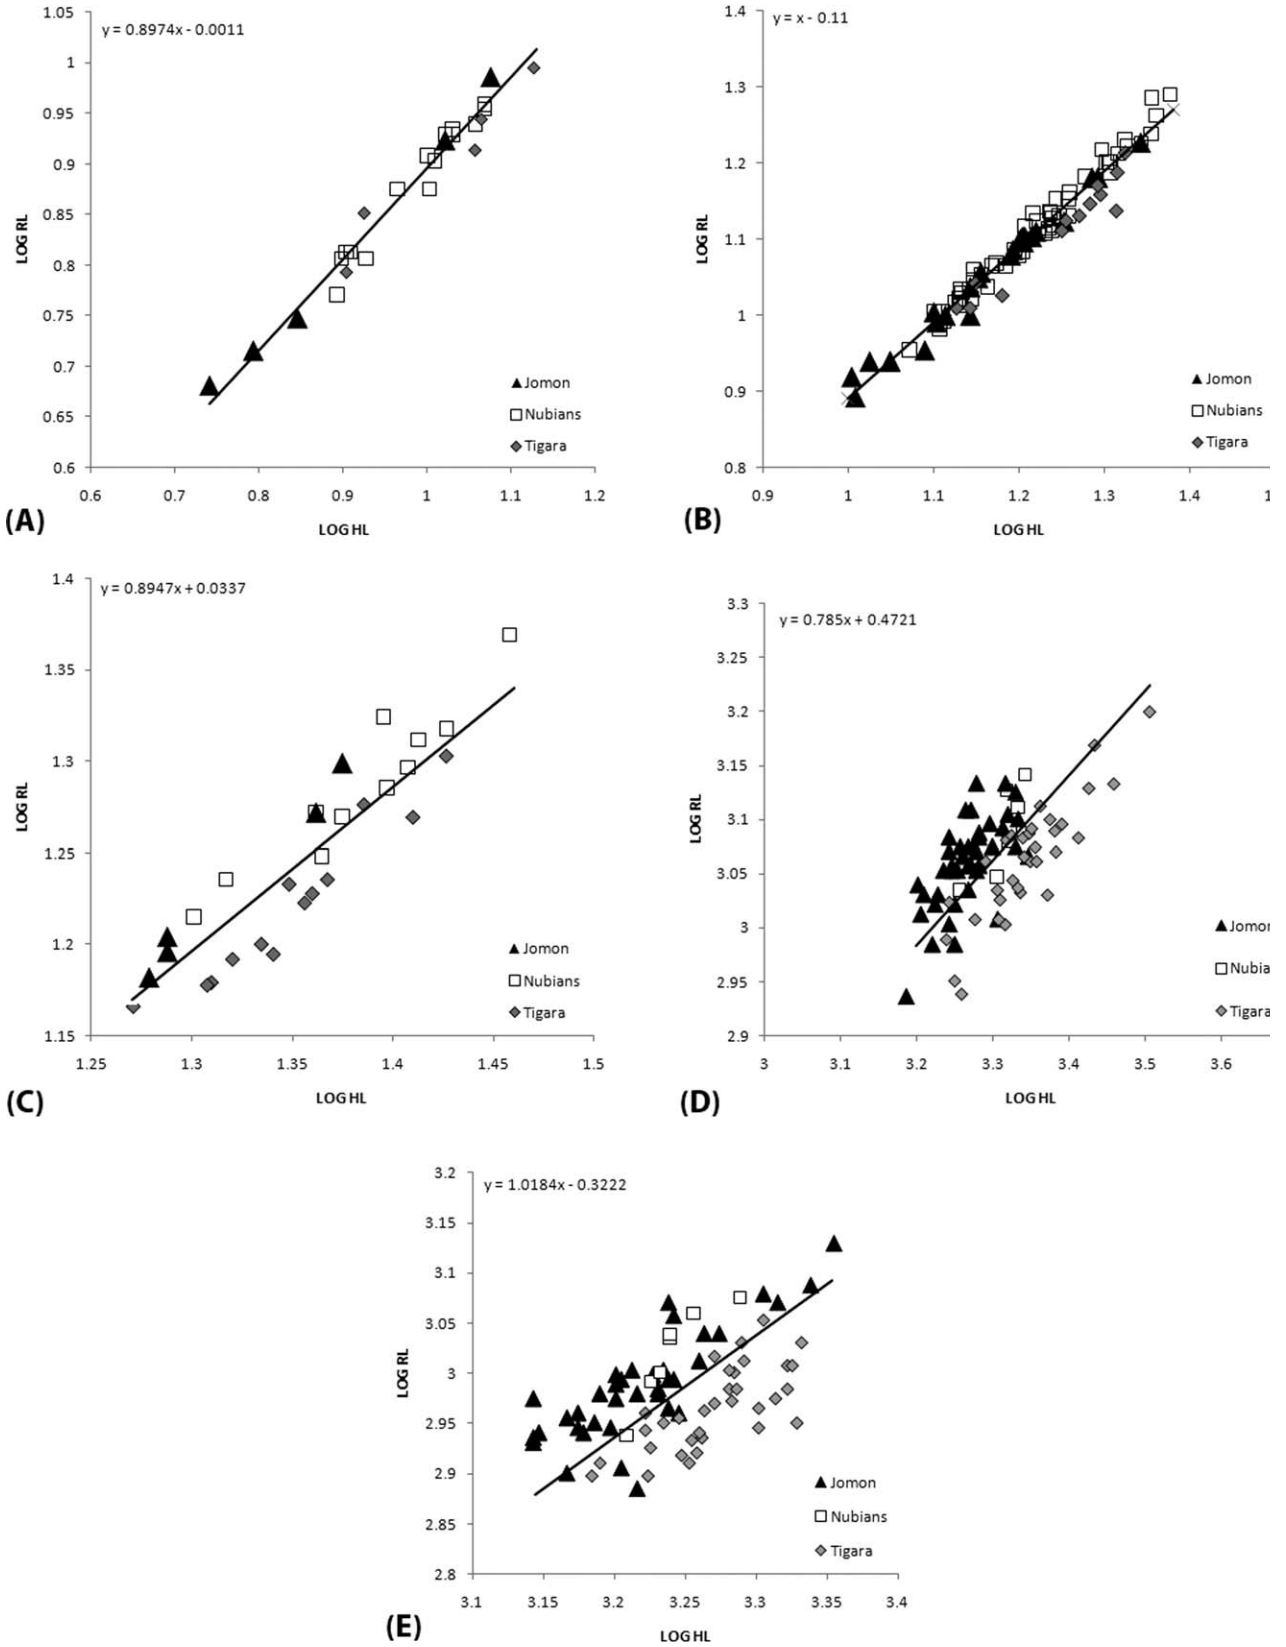 1.05
y = 0.8974x - 0.0011
1
0.95
0.9
0.85
0.8
0.75
0.7
0.65
0.6
LOG RL
0.6 0.7 0.8 0.9 1 1.1 1.2
LOG HL
Jomon
Nubians
Tigara
(A)
1.4
y = x - 0.11
1.3
1.2
1.1
1
0.9
0.8
LOG RL
0.9 1 1.1 1.2 1.3 1.4
LOG HL
Jomon
Nubians
Tigara
(B)
1.4
y = 0.8947x + 0.0337
1.35
1.3
1.25
1.2
1.15
LOG RL
1.25 1.3 1.35 1.4 1.45 1.5
LOG HL
Jomon
Nubians
Tigara
(C)
3.3
y = 0.785x + 0.4721
3.25
3.2
3.15
3.1
3.05
3
2.95
2.9
LOG RL
3 3.1 3.2 3.3 3.4 3.5 3.6
LOG HL
Tigara
(D)
3.2
y = 1.0184x - 0.3222
3.15
3.1
3.05
3
2.95
2.9
2.85
2.8
LOG RL
3.1 3.15 3.2 3.25 3.3 3.35 3.4
LOG HL
Jomon
Nubians
Tigara
(E)